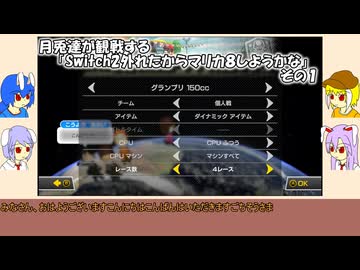 月兎達が観戦する
「Switch2外れたからマリカ8しようかな」
その1
グランプリ 150cc
チーム 個人戦
アイテム ダイナミック アイテム
CPU CPU ふつう
CPU マシン マシンすべて
レース数 4レース
OK
みなさん、おはようございますこんにちはこんばんはいただきますごちそうさま